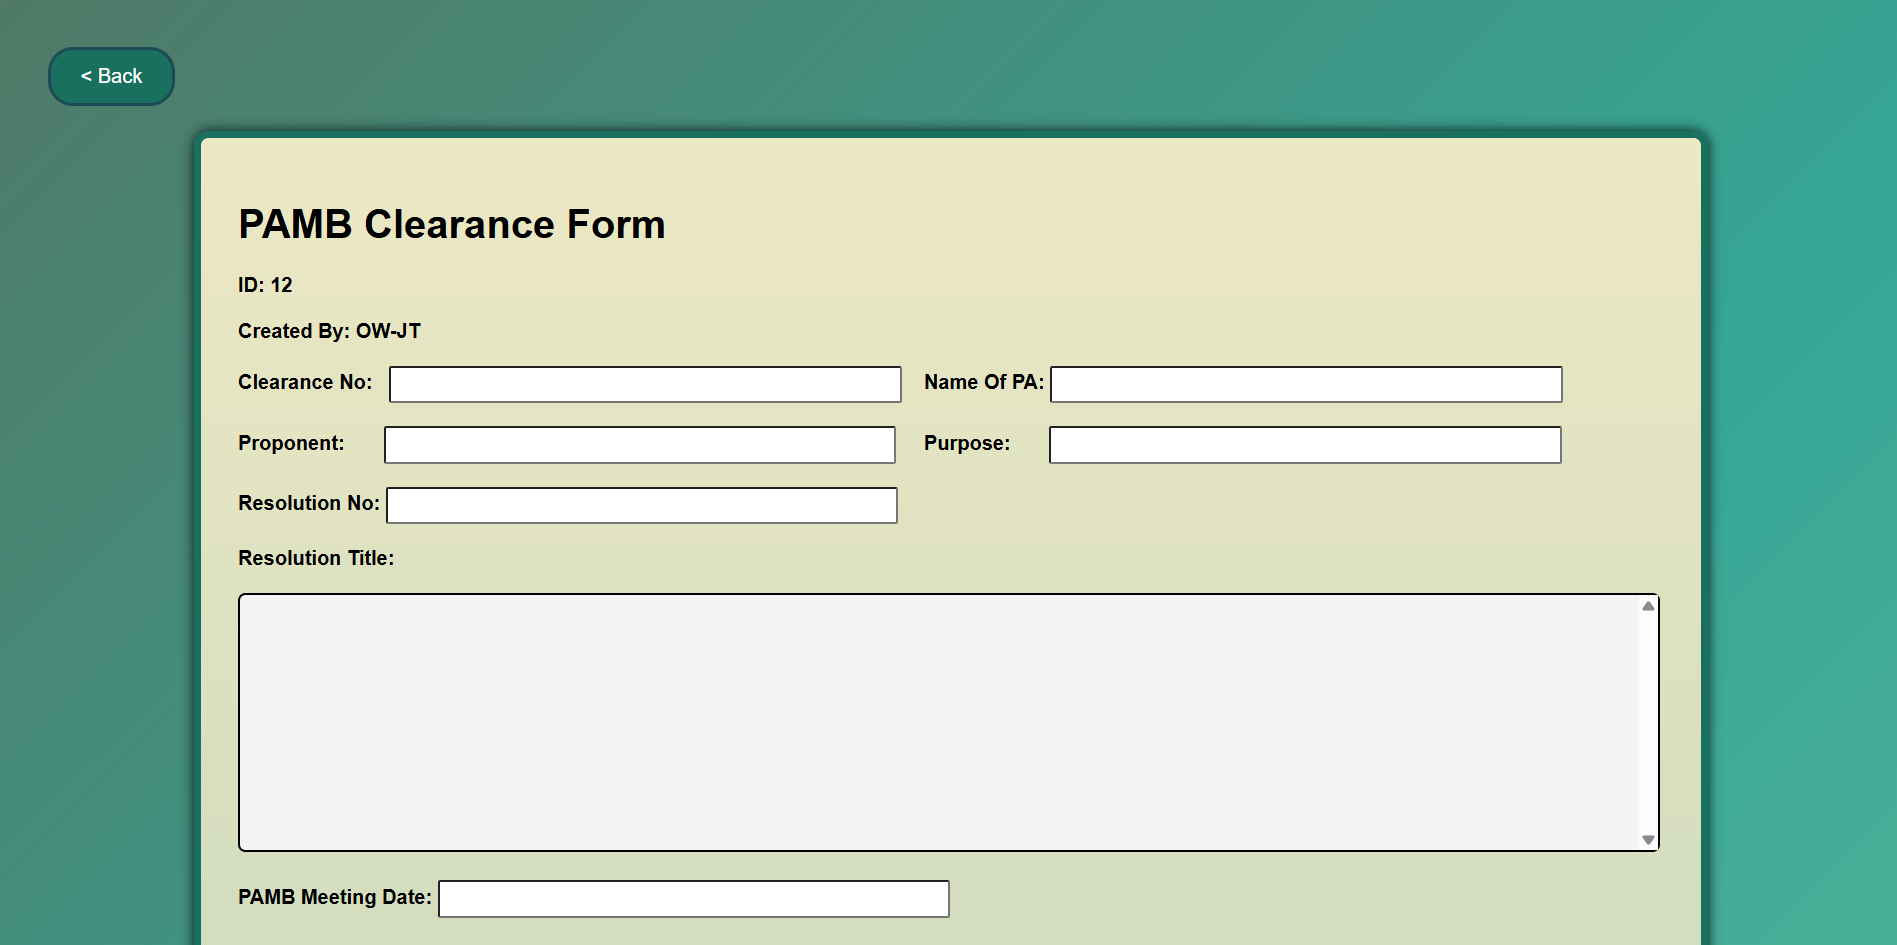 < Back
PAMB Clearance Form
ID: 12
Created By: OW-JT
Clearance No: Name Of PA:
Proponent: Purpose:
Resolution No:
Resolution Title:
PAMB Meeting Date: